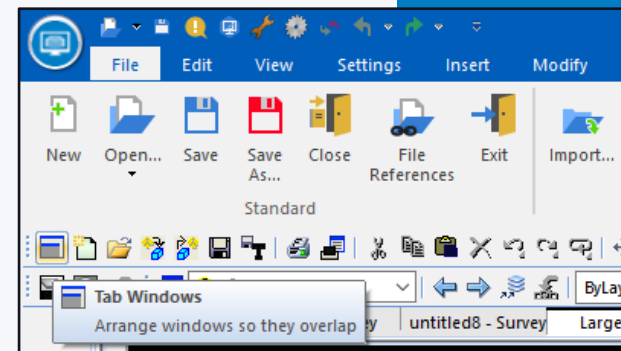 File Edit View Settings Insert Modify
New Open... Save Save As... Close File References Exit Import...
Standard
ByLay
Tab Windows
Arrange windows so they overlap
ey untitled8 - Survey Large